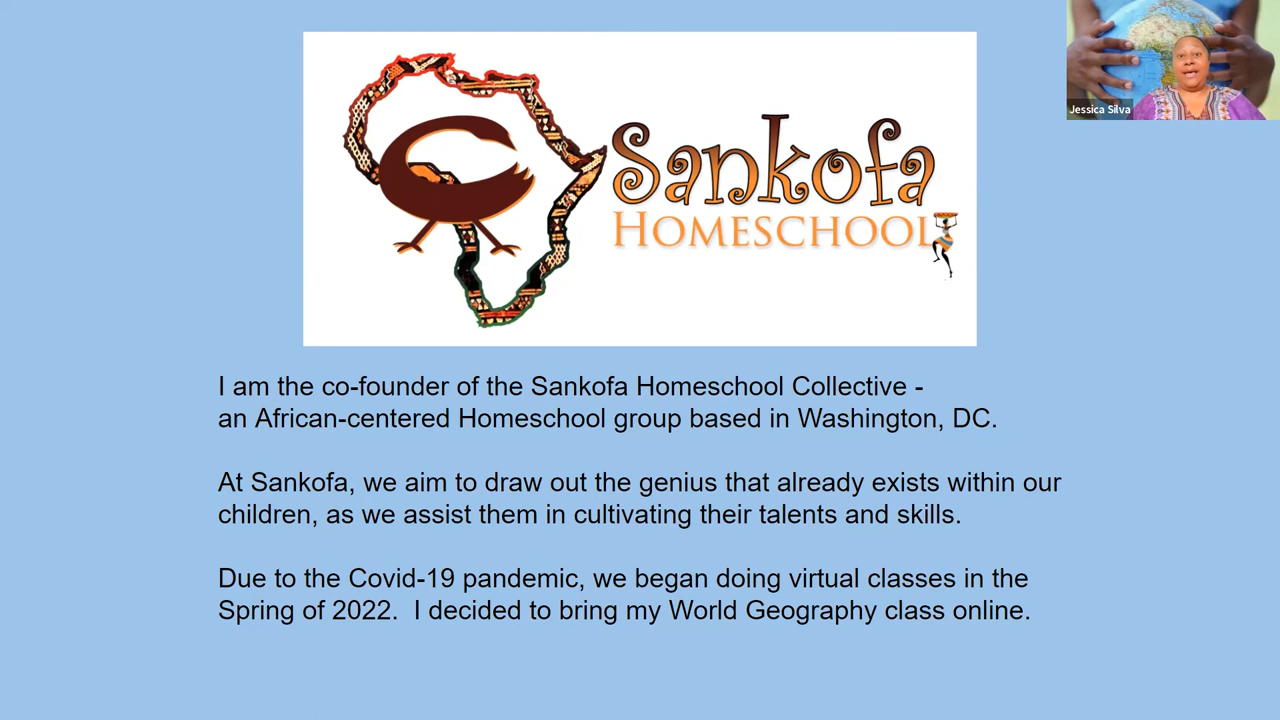 Jessica Silva
Sankofa
HOMESCHOOL
I am the co-founder of the Sankofa Homeschool Collective -
an African-centered Homeschool group based in Washington, DC.
At Sankofa, we aim to draw out the genius that already exists within our
children, as we assist them in cultivating their talents and skills.
Due to the Covid-19 pandemic, we began doing virtual classes in the
Spring of 2022.  I decided to bring my World Geography class online.